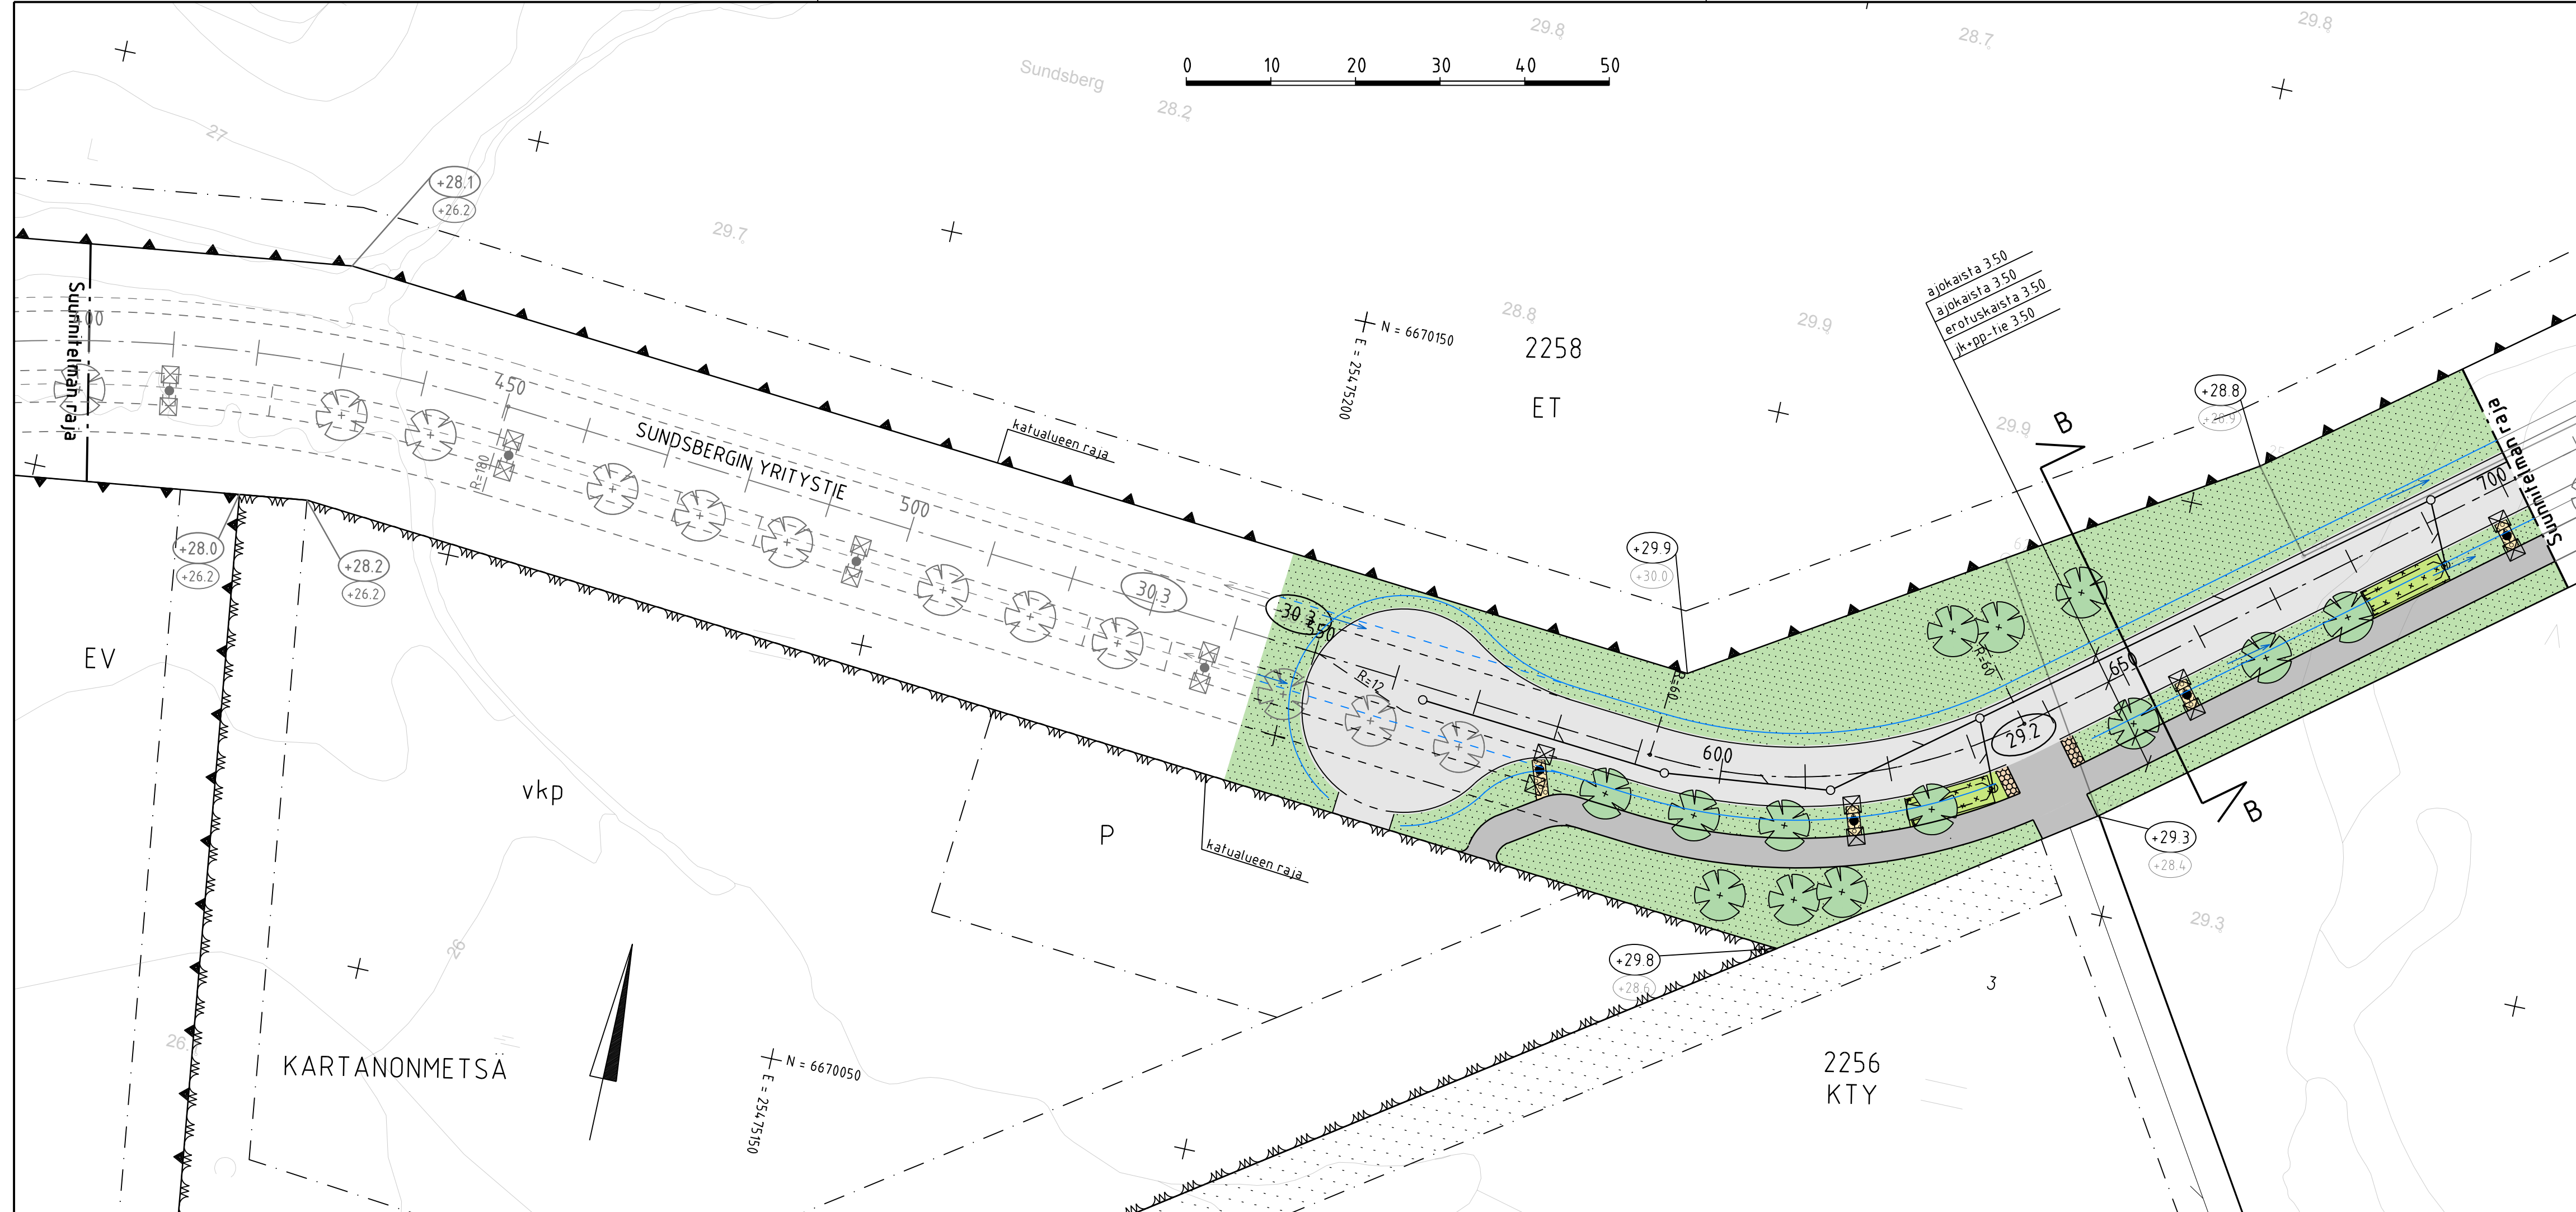 29.8
28.7
29.8
Sundsberg
0 10 20 30 40 50
28.2
27
+28.1
+26.2
29.7
ajokaista 3.50
ajokaista 3.50
erotuskaista 3.50
jk+pp-tie 3.50
N = 6670150
E = 25475200
28.8
2258
ET
29.9
29.9
B
+28.8
+28.9
Suunnitelman raja
400
450
R=180
SUNDSBERGIN YRITYSTIE
500
katualueen raja
30.3
30.3
550
R=12
+29.9
+30.0
R=60
600
R=60
29.2
650
700
Suunnitelman raja
B
+28.0
+26.2
+28.2
+26.2
EV
vkp
P
katualueen raja
+29.3
+28.4
29.3
+29.8
+28.6
3
26
26
KARTANONMETSÄ
N = 6670050
E = 25475150
2256
KTY